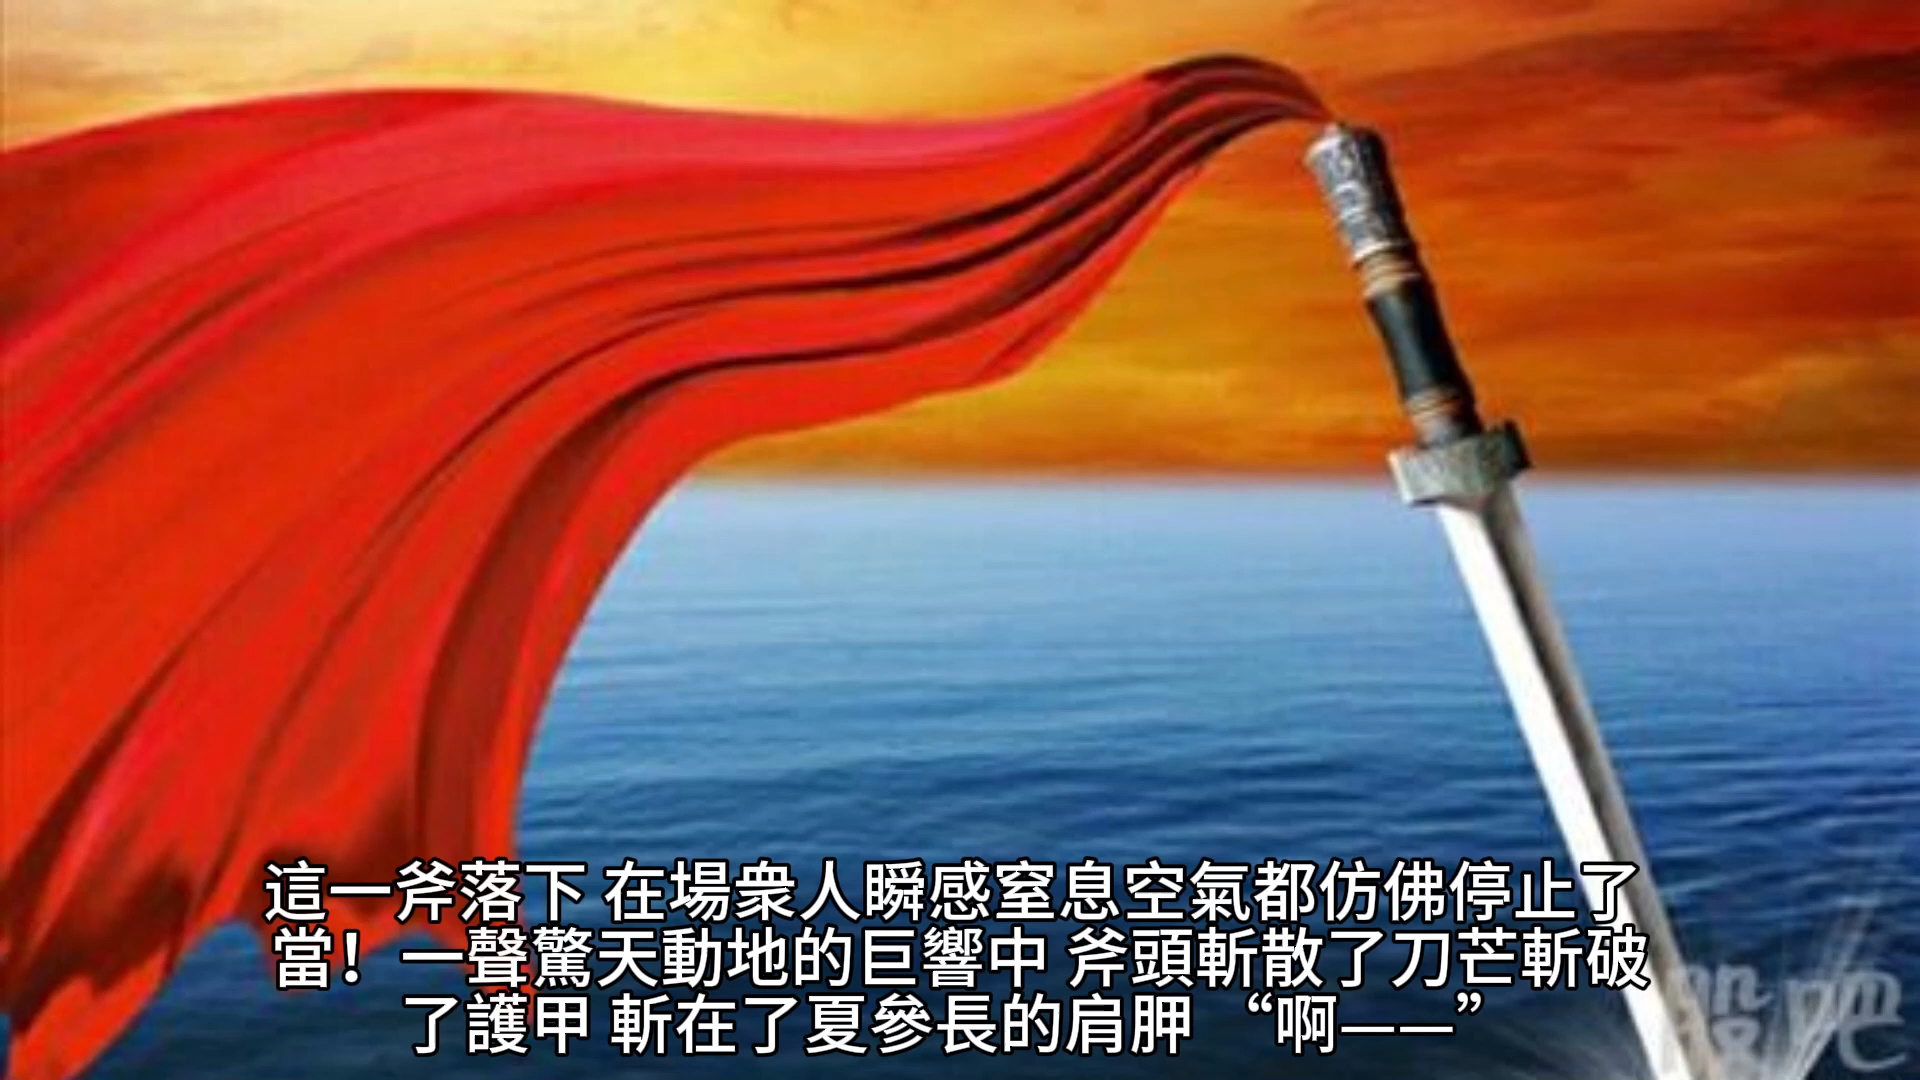 這一斧落下 在場衆人瞬感窒息空氣都仿佛停止了
當！一聲驚天動地的巨響中 斧頭斬散了刀芒斬破
了護甲 斬在了夏參長的肩胛 “啊——”